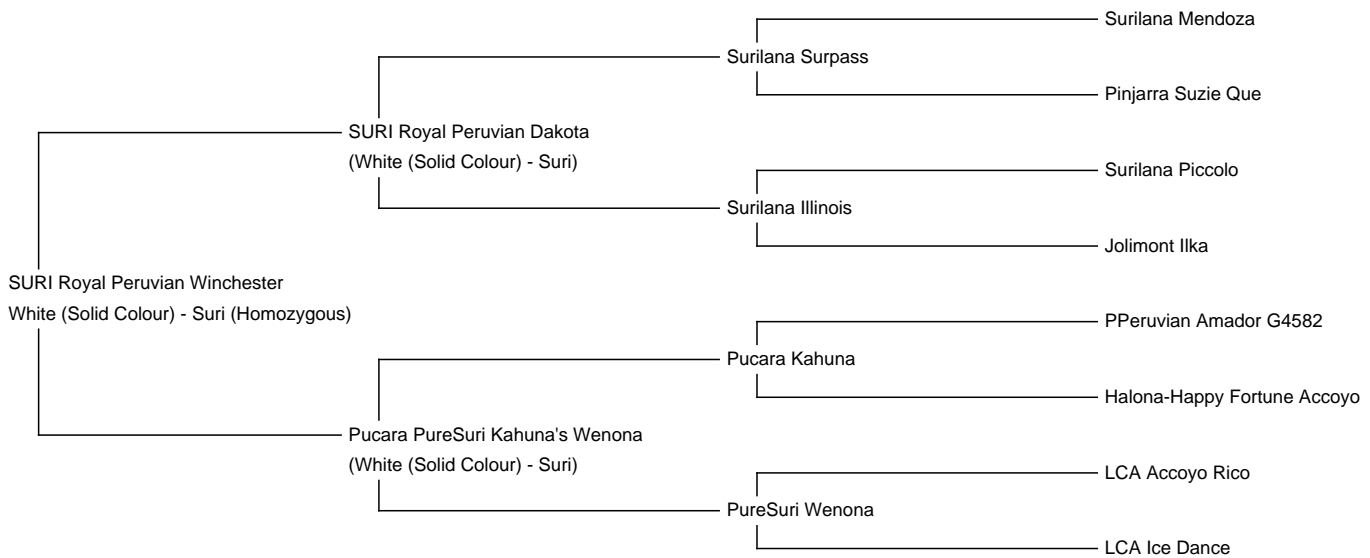 Surilana Mendoza
Surilana Surpass
Pinjarra Suzie Que
SURI Royal Peruvian Dakota
(White (Solid Colour) - Suri)
Surilana Piccolo
Surilana Illinois
Jolimont Ilka
SURI Royal Peruvian Winchester
White (Solid Colour) - Suri (Homozygous)
PPeruvian Amador G4582
Pucara Kahuna
Halona-Happy Fortune Accoyo
Pucara PureSuri Kahuna's Wenona
(White (Solid Colour) - Suri)
LCA Accoyo Rico
PureSuri Wenona
LCA Ice Dance